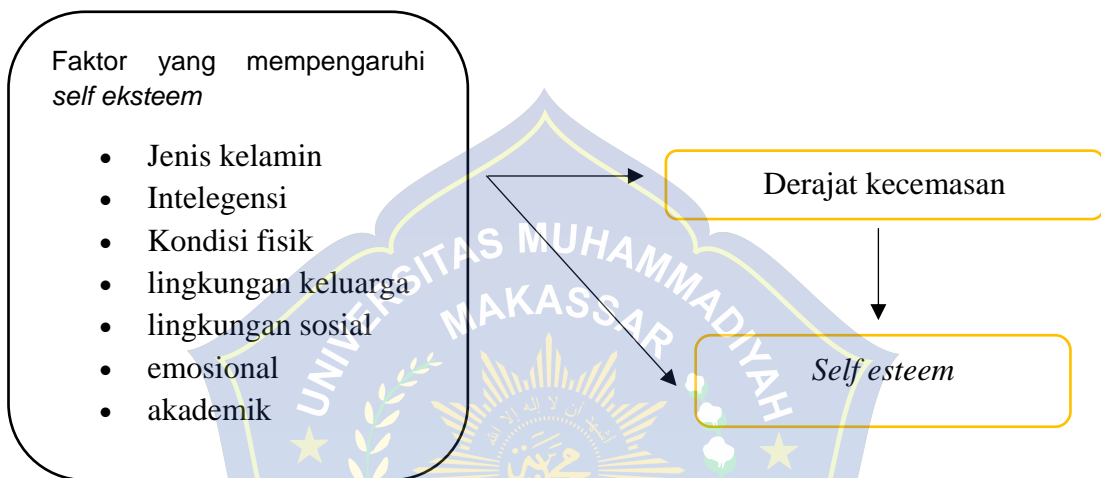 Faktor yang mempengaruhi
self eksteem
• Jenis kelamin
• Intelegensi
• Kondisi fisik
• lingkungan keluarga
• lingkungan sosial
• emosional
• akademik
Derajat kecemasan
Self esteem
UNIVERSITAS MUHAMMADIYAH
MAKASSAR